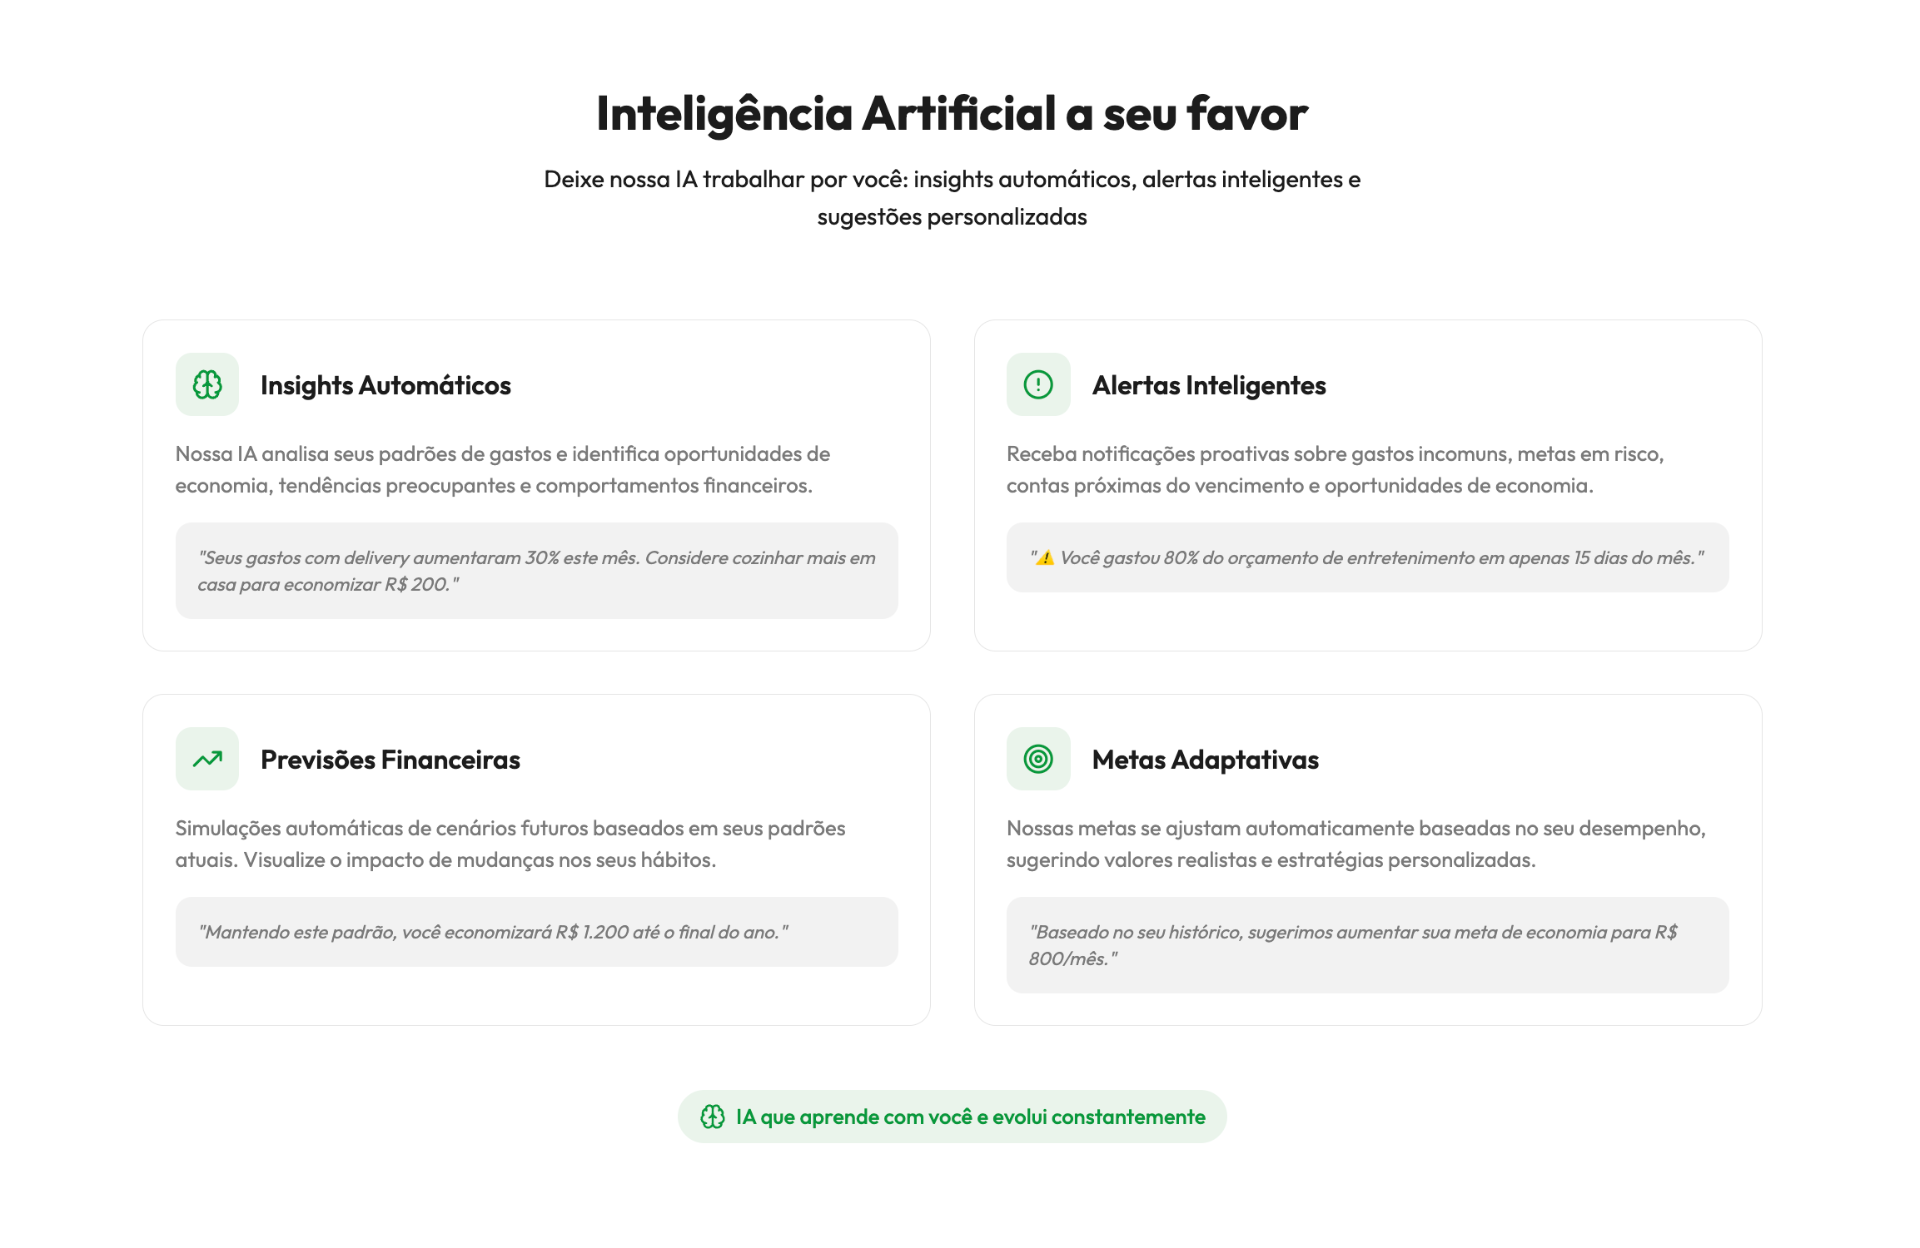 Inteligência Artificial a seu favor
Deixe nossa IA trabalhar por você: insights automáticos, alertas inteligentes e
sugestões personalizadas
Insights Automáticos
Nossa IA analisa seus padrões de gastos e identifica oportunidades de
economia, tendências preocupantes e comportamentos financeiros.
"Seus gastos com delivery aumentaram 30% este mês. Considere cozinhar mais em
casa para economizar R$ 200."
Alertas Inteligentes
Receba notificações proativas sobre gastos incomuns, metas em risco,
contas próximas do vencimento e oportunidades de economia.
"⚠️ Você gastou 80% do orçamento de entretenimento em apenas 15 dias do mês."
Previsões Financeiras
Simulações automáticas de cenários futuros baseados em seus padrões
atuais. Visualize o impacto de mudanças nos seus hábitos.
"Mantendo este padrão, você economizará R$ 1.200 até o final do ano."
Metas Adaptativas
Nossas metas se ajustam automaticamente baseadas no seu desempenho,
sugerindo valores realistas e estratégias personalizadas.
"Baseado no seu histórico, sugerimos aumentar sua meta de economia para R$
800/mês."
IA que aprende com você e evolui constantemente